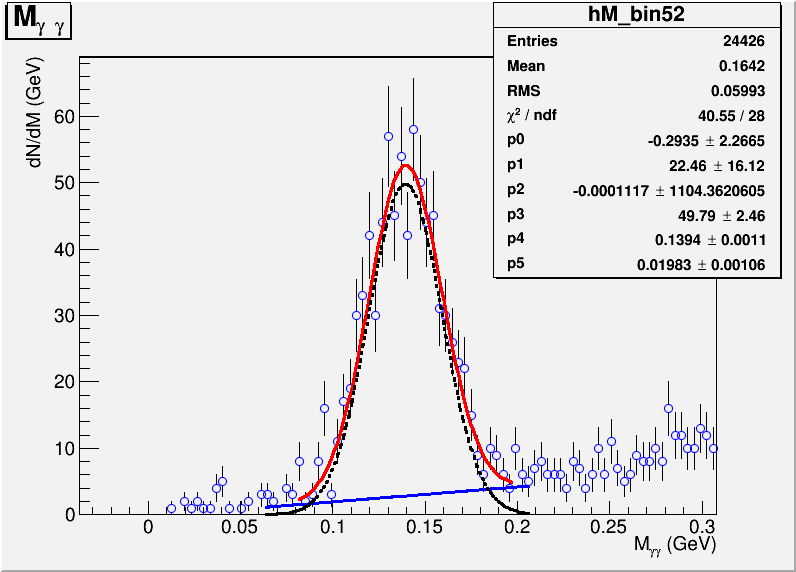 M γ γ
hM_bin52
Entries 24426
Mean 0.1642
RMS 0.05993
χ² / ndf 40.55 / 28
p0 -0.2935 ± 2.2665
p1 22.46 ± 16.12
p2 -0.0001117 ± 1104.3620605
p3 49.79 ± 2.46
p4 0.1394 ± 0.0011
p5 0.01983 ± 0.00106
dN/dM (GeV)
60
50
40
30
20
10
0
0 0.05 0.1 0.15 0.2 0.25 0.3
Mγγ (GeV)